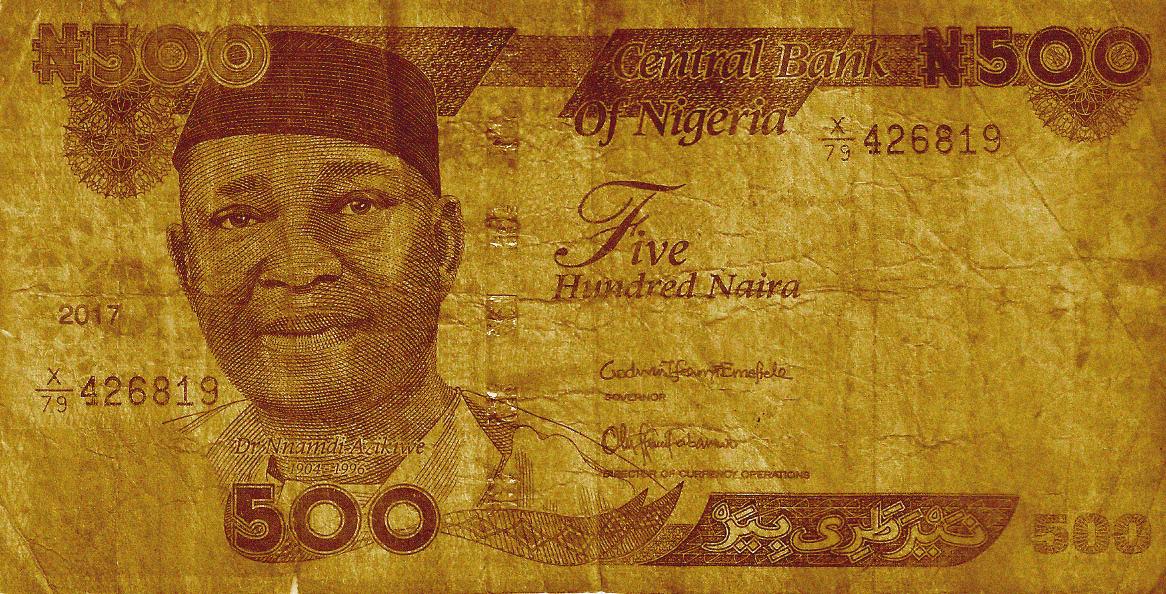 ₦500
Central Bank
Of Nigeria
₦500
X/79 426819
Five
Hundred Naira
2017
X/79 426819
GOVERNOR
Dr Nnamdi Azikiwe
1904-1996
DIRECTOR OF CURRENCY OPERATIONS
500
نَيْرَ طَرِى بِيَرْ
500